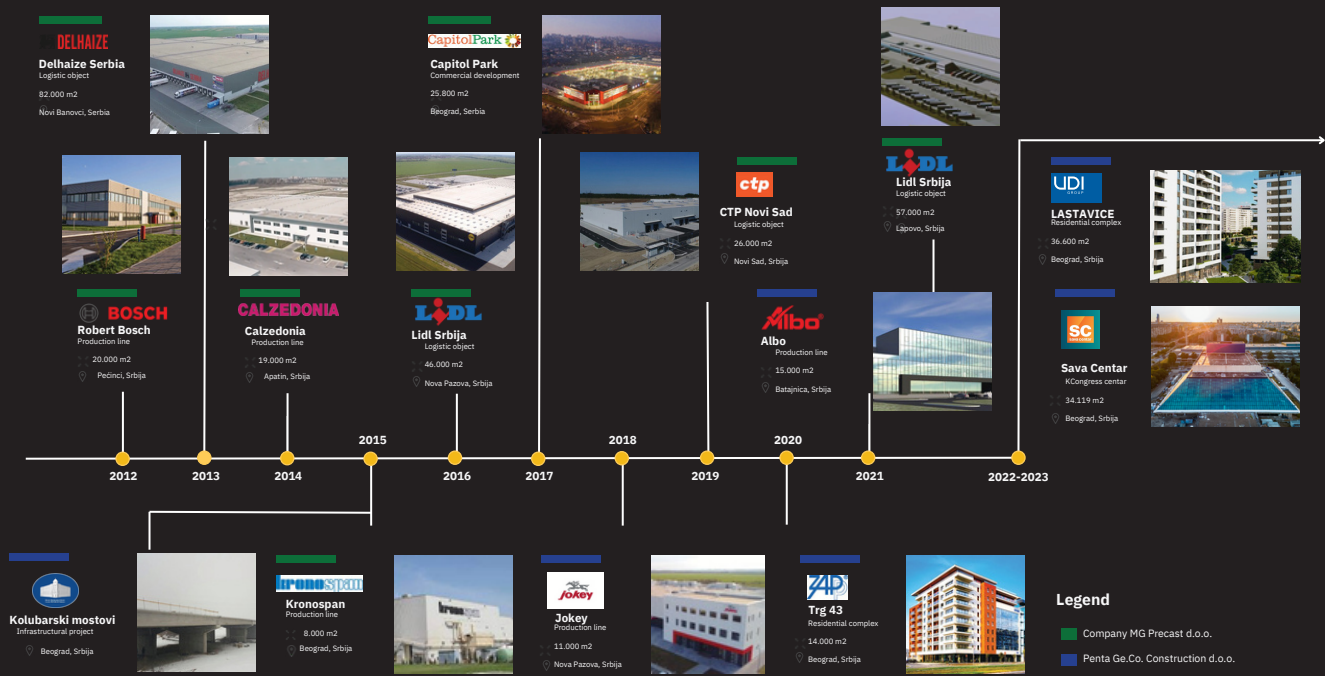 DELHAIZE
Delhaize Serbia
Logistic object
82.000 m2
Novi Banovci, Serbia
CapitolPark
Capitol Park
Commercial development
25.800 m2
Beograd, Serbia
LIDL
Lidl Srbija
Logistic object
57.000 m2
Lapovo, Srbija
ctp
CTP Novi Sad
Logistic object
26.000 m2
Novi Sad, Srbija
UDI
GROUP
LASTAVICE
Residential complex
36.600 m2
Beograd, Srbija
BOSCH
Robert Bosch
Production line
20.000 m2
Pećinci, Srbija
CALZEDONIA
Calzedonia
Production line
19.000 m2
Apatin, Srbija
LIDL
Lidl Srbija
Logistic object
46.000 m2
Nova Pazova, Srbija
Albo
Albo
Production line
15.000 m2
Batajnica, Srbija
SC
Sava Centar
KCongress centar
34.119 m2
Beograd, Srbija
2012
2013
2014
2015
2016
2017
2018
2019
2020
2021
2022-2023
Kolubarski mostovi
Infrastructural project
Beograd, Srbija
kronospan
Kronospan
Production line
8.000 m2
Beograd, Srbija
jokey
Jokey
Production line
11.000 m2
Nova Pazova, Srbija
ZAP
Trg 43
Residential complex
14.000 m2
Beograd, Srbija
Legend
Company MG Precast d.o.o.
Penta Ge.Co. Construction d.o.o.